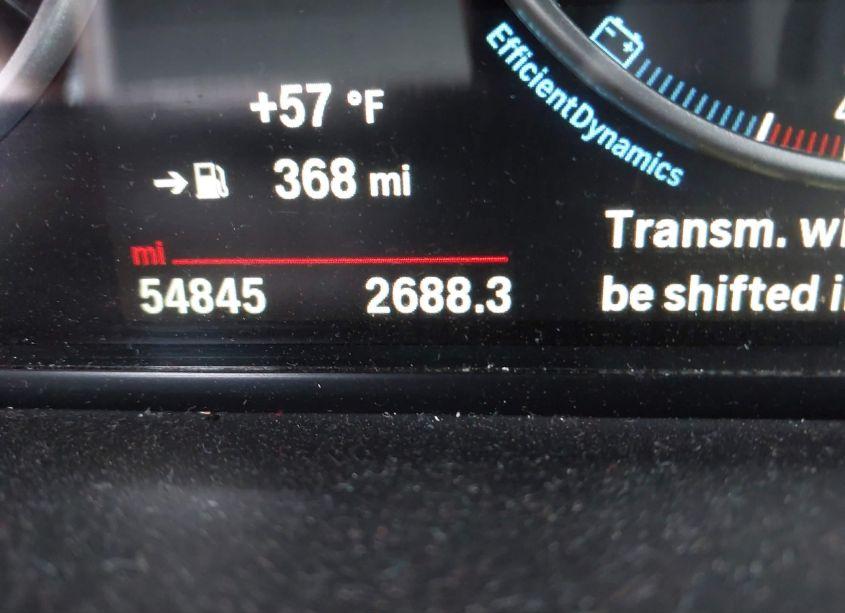 +57 °F
368 mi
mi
54845 2688.3
EfficientDynamics
Transm.
be shifted